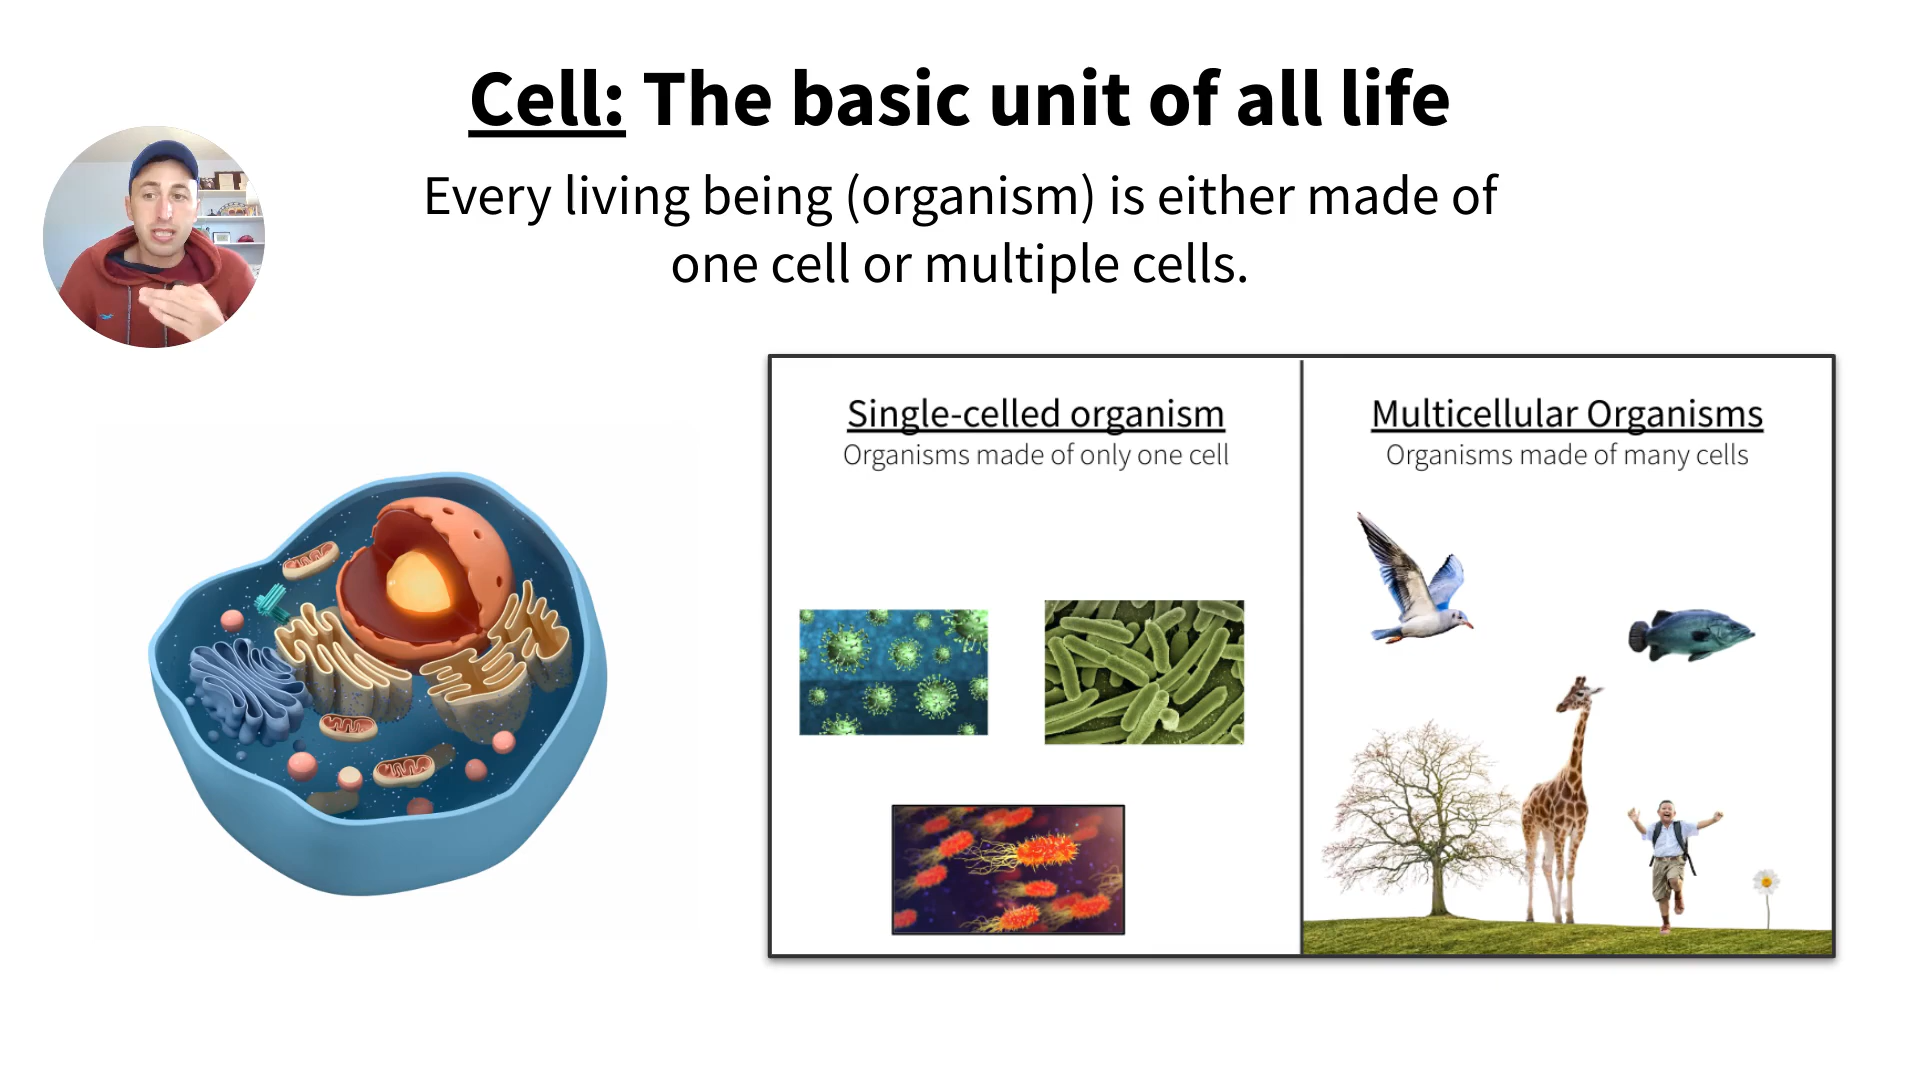 Cell: The basic unit of all life
Every living being (organism) is either made of
one cell or multiple cells.
Single-celled organism
Organisms made of only one cell
Multicellular Organisms
Organisms made of many cells